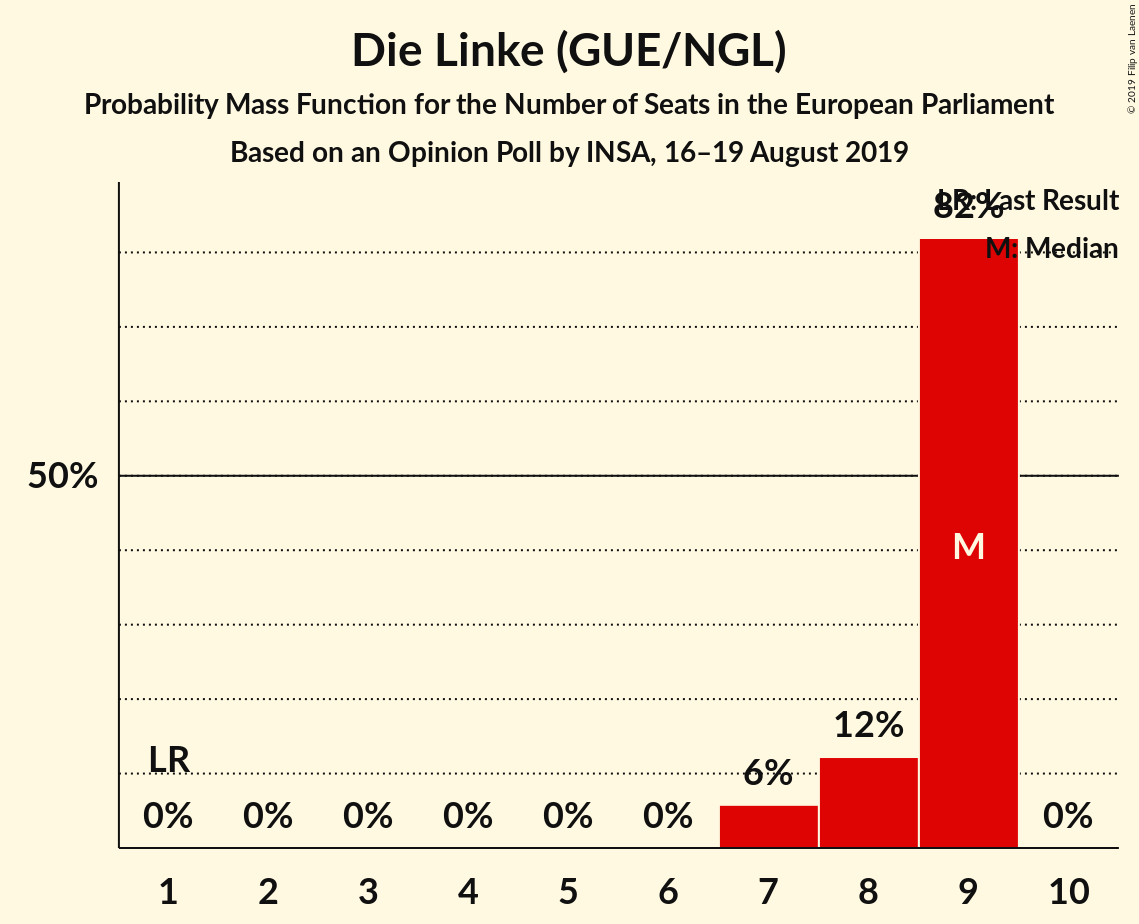 Die Linke (GUE/NGL)
Probability Mass Function for the Number of Seats in the European Parliament
Based on an Opinion Poll by INSA, 16–19 August 2019
© 2019 Filip van Laenen
LR: Last Result
M: Median
82%
50%
M
12%
LR
6%
0% 0% 0% 0% 0% 0% 0%
1 2 3 4 5 6 7 8 9 10